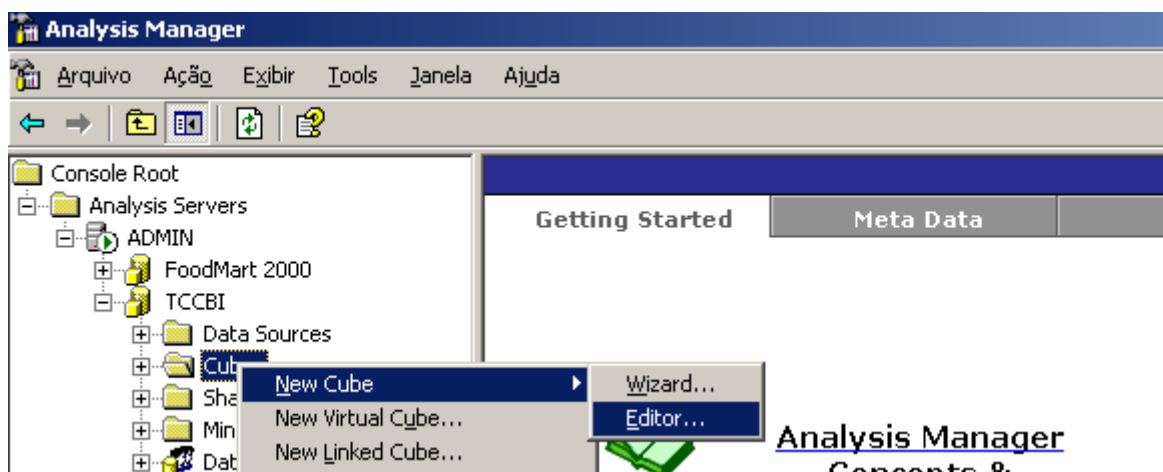 Analysis Manager
Arquivo Ação Exibir Tools Janela Ajuda
Console Root
Analysis Servers
ADMIN
FoodMart 2000
TCCBI
Data Sources
New Cube
New Virtual Cube...
New Linked Cube...
Wizard...
Editor...
Getting Started Meta Data
Analysis Manager
Concepts &